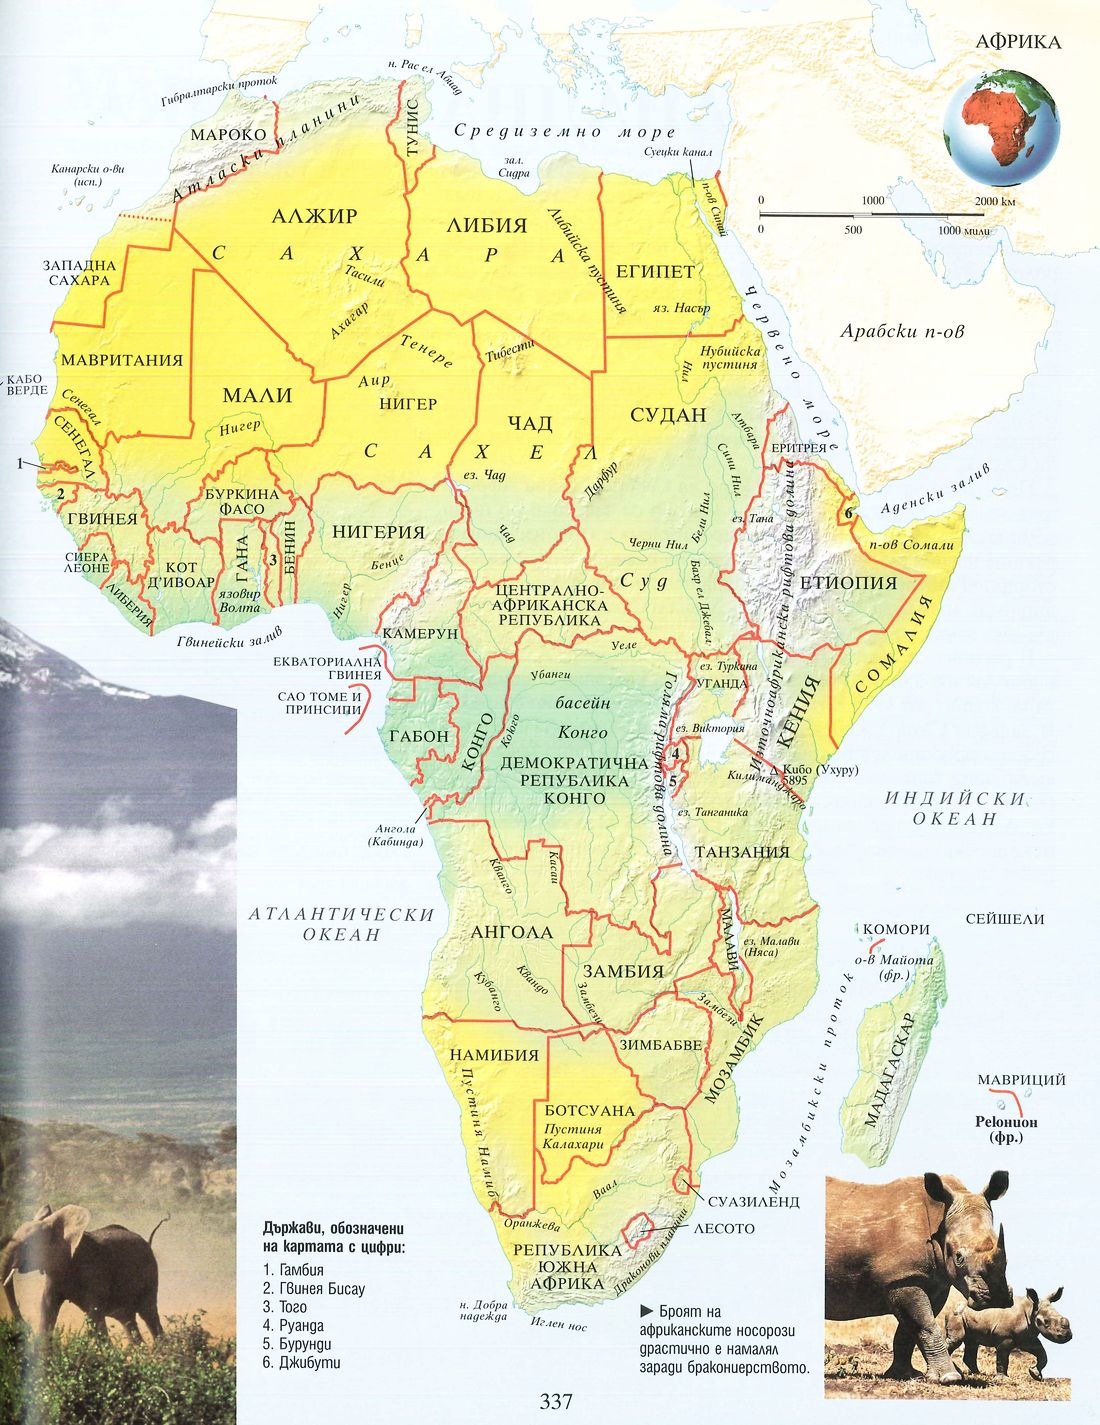 АФРИКА
н. Рас ел Абиад
Гибралтарски проток
МАРОКО
Атласки планини
ТУНИС
Средиземно море
Суецки канал
зал.
Сидра
Канарски о-ви
(исп.)
п-ов Синай
0 1000 2000 км
0 500 1000 мили
АЛЖИР
ЛИБИЯ
Либийска пустиня
САХАРА
ЗАПАДНА
САХАРА
Тасили
Ахагар
ЕГИПЕТ
яз. Насър
Червено море
Арабски п-ов
МАВРИТАНИЯ
Тенере
Тибести
Нубийска
пустиня
Нил
КАБО
ВЕРДЕ
Сенегал
МАЛИ
Аир
НИГЕР
ЧАД
СУДАН
Атбара
СЕНЕГАЛ
Нигер
САХЕЛ
ЕРИТРЕЯ
1
ез. Чад
Дарфур
Сини Нил
Аденски залив
2
ГВИНЕЯ
БУРКИНА
ФАСО
НИГЕРИЯ
Чад
Бели Нил
ез. Тана
6
п-ов Сомали
СИЕРА
ЛЕОНЕ
КОТ
Д'ИВОАР
ГАНА
3
БЕНИН
Бенуе
Черни Нил
Суд
Бахр ел Джебел
ЕТИОПИЯ
ЛИБЕРИЯ
язовир
Волта
Нигер
ЦЕНТРАЛНО-
АФРИКАНСКА
РЕПУБЛИКА
СОМАЛИЯ
Гвинейски залив
КАМЕРУН
Уеле
ез. Туркана
ЕКВАТОРИАЛНА
ГВИНЕЯ
Убанги
УГАНДА
САО ТОМЕ И
ПРИНСИПИ
басейн
Конго
Голяма рифтова долина
Източноафриканска рифтова долина
КЕНИЯ
ГАБОН
КОНГО
Конго
ез. Виктория
ДЕМОКРАТИЧНА
РЕПУБЛИКА
КОНГО
4
5
Кибо (Ухуру)
5895
Килиманджаро
ИНДИЙСКИ
ОКЕАН
Ангола
(Кабинда)
ез. Танганика
ТАНЗАНИЯ
Кванго
Касаи
АТЛАНТИЧЕСКИ
ОКЕАН
АНГОЛА
МАЛАВИ
ез. Малави
(Няса)
КОМОРИ
СЕЙШЕЛИ
о-в Майота
(фр.)
Кубанго
Квандо
ЗАМБИЯ
Замбези
Замбези
Мозамбикски проток
НАМИБИЯ
ЗИМБАБВЕ
МОЗАМБИК
МАДАГАСКАР
МАВРИЦИЙ
Пустиня Намиб
БОТСУАНА
Пустиня
Калахари
Реюнион
(фр.)
Ваал
СУАЗИЛЕНД
Оранжева
ЛЕСОТО
РЕПУБЛИКА
ЮЖНА
АФРИКА
Драконови планини
н. Добра
надежда
Иглен нос
Държави, обозначени
на картата с цифри:
1. Гамбия
2. Гвинея Бисау
3. Того
4. Руанда
5. Бурунди
6. Джибути
► Броят на
африканските носорози
драстично е намалял
заради бракониерството.
337